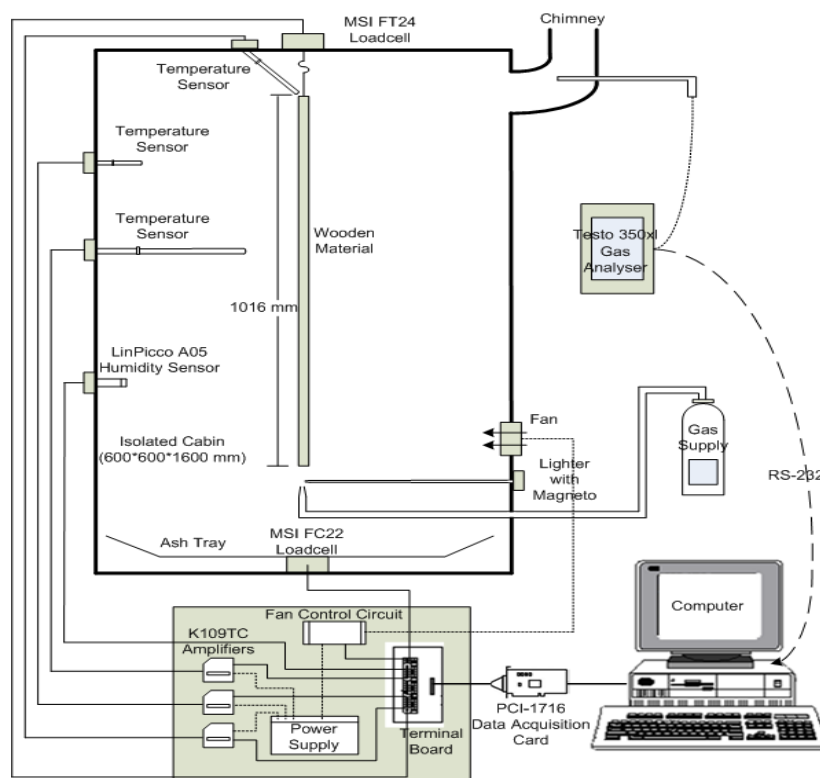 MSI FT24
Loadcell
Chimney
Temperature
Sensor
Temperature
Sensor
Temperature
Sensor
Wooden
Material
Testo 350xl
Gas
Analyser
1016 mm
LinPicco A05
Humidity Sensor
Fan
Gas
Supply
Isolated Cabin
(600*600*1600 mm)
Lighter
with
Magneto
RS-232
MSI FC22
Loadcell
Ash Tray
Fan Control Circuit
K109TC
Amplifiers
Computer
Power
Supply
Terminal
Board
PCI-1716
Data Acquisition
Card